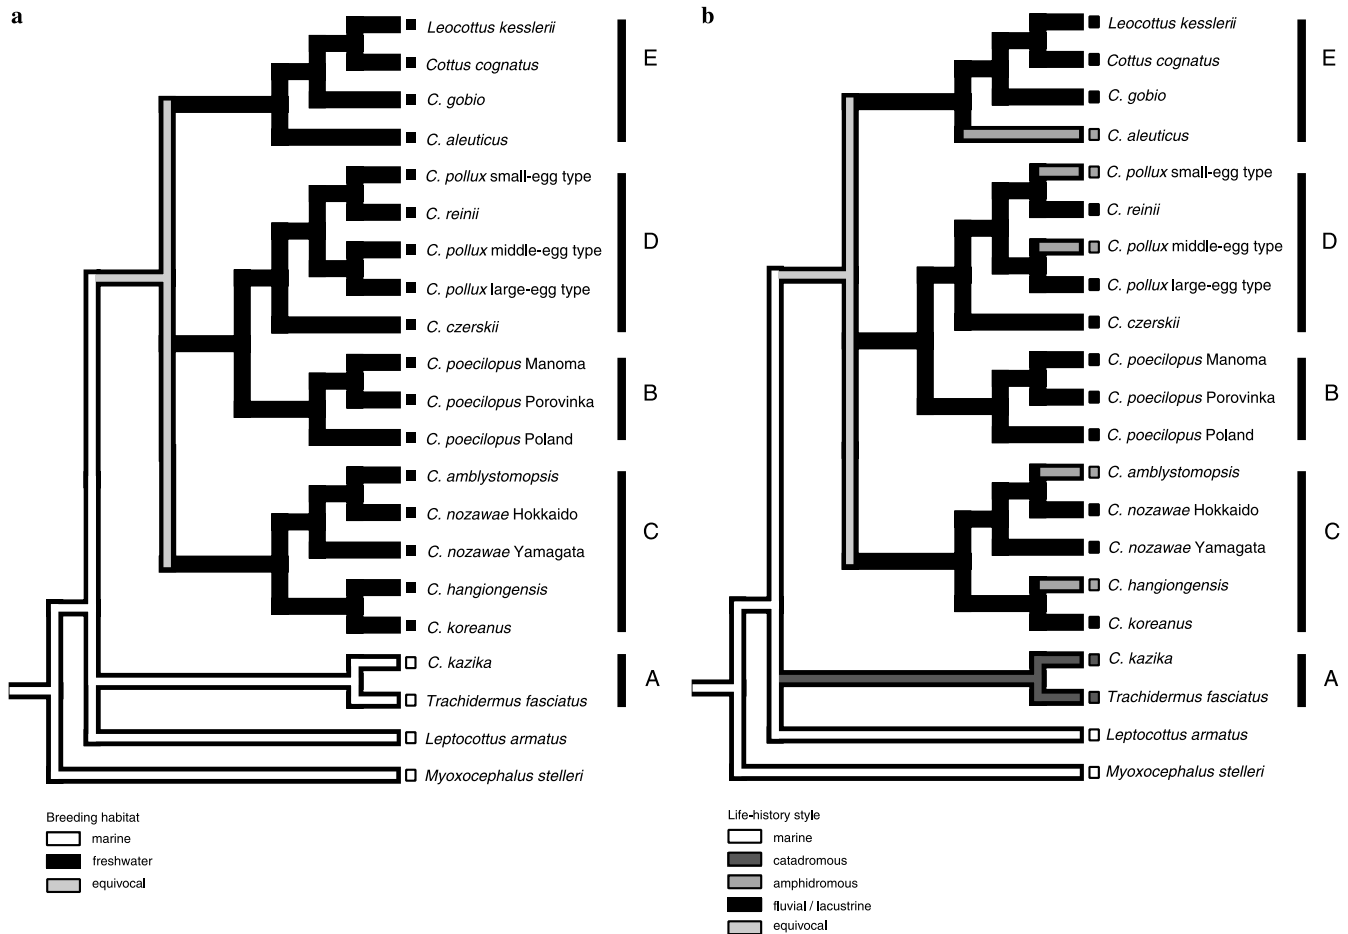 a
Leocottus kesslerii
Cottus cognatus
C. gobio
C. aleuticus
E
C. pollux small-egg type
C. reinii
C. pollux middle-egg type
C. pollux large-egg type
C. czerskii
D
C. poecilopus Manoma
C. poecilopus Porovinka
C. poecilopus Poland
B
C. amblystomopsis
C. nozawae Hokkaido
C. nozawae Yamagata
C. hangiongensis
C. koreanus
C
C. kazika
Trachidermus fasciatus
A
Leptocottus armatus
Myoxocephalus stelleri
Breeding habitat
marine
freshwater
equivocal
b
Leocottus kesslerii
Cottus cognatus
C. gobio
C. aleuticus
E
C. pollux small-egg type
C. reinii
C. pollux middle-egg type
C. pollux large-egg type
C. czerskii
D
C. poecilopus Manoma
C. poecilopus Porovinka
C. poecilopus Poland
B
C. amblystomopsis
C. nozawae Hokkaido
C. nozawae Yamagata
C. hangiongensis
C. koreanus
C
C. kazika
Trachidermus fasciatus
A
Leptocottus armatus
Myoxocephalus stelleri
Life-history style
marine
catadromous
amphidromous
fluvial / lacustrine
equivocal